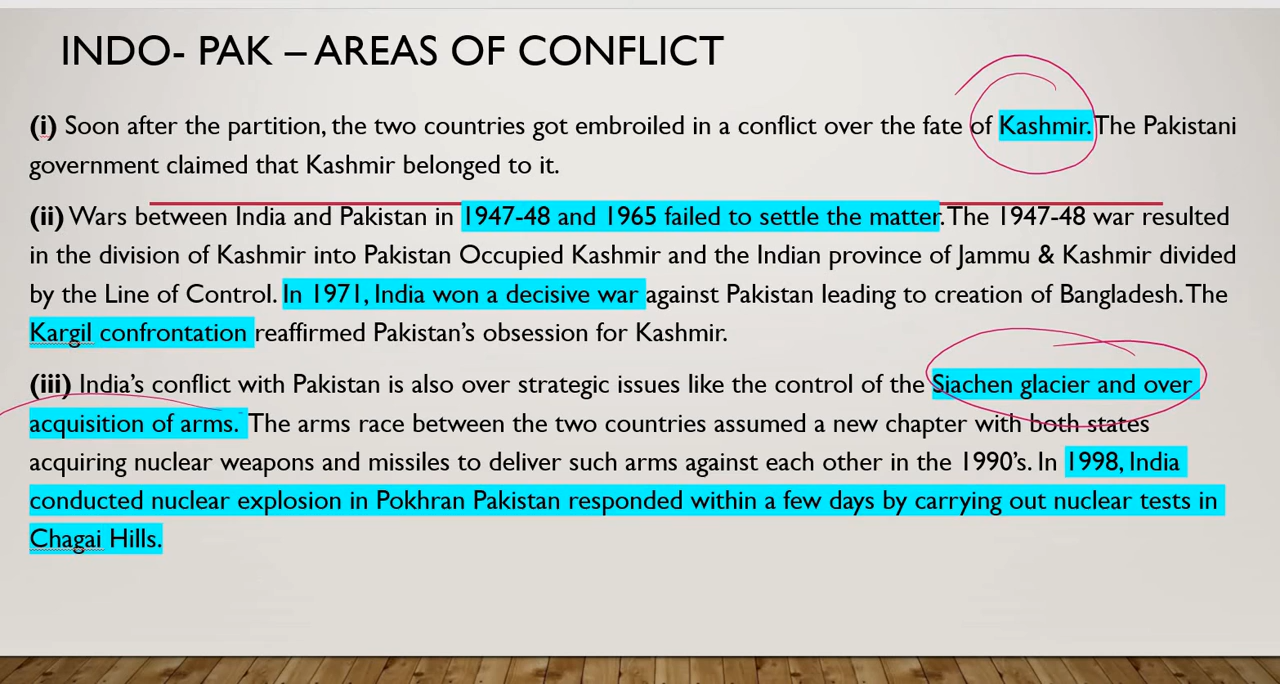 INDO- PAK – AREAS OF CONFLICT
(i) Soon after the partition, the two countries got embroiled in a conflict over the fate of Kashmir. The Pakistani
government claimed that Kashmir belonged to it.
(ii) Wars between India and Pakistan in 1947-48 and 1965 failed to settle the matter. The 1947-48 war resulted
in the division of Kashmir into Pakistan Occupied Kashmir and the Indian province of Jammu & Kashmir divided
by the Line of Control. In 1971, India won a decisive war against Pakistan leading to creation of Bangladesh. The
Kargil confrontation reaffirmed Pakistan’s obsession for Kashmir.
(iii) India’s conflict with Pakistan is also over strategic issues like the control of the Siachen glacier and over
acquisition of arms. The arms race between the two countries assumed a new chapter with both states
acquiring nuclear weapons and missiles to deliver such arms against each other in the 1990’s. In 1998, India
conducted nuclear explosion in Pokhran Pakistan responded within a few days by carrying out nuclear tests in
Chagai Hills.